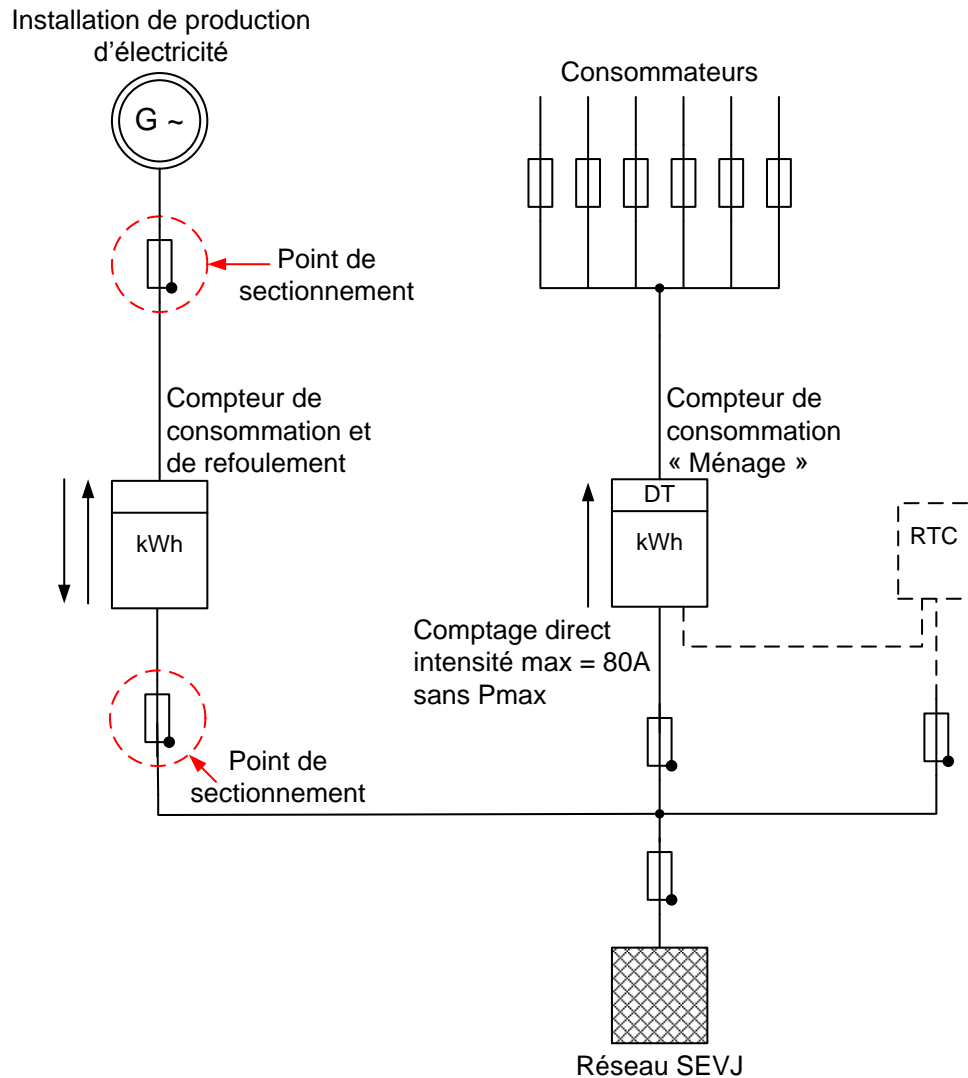 Installation de production
d'électricité
G ~
Consommateurs
Point de
sectionnement
Compteur de
consommation et
de refoulement
Compteur de
consommation
« Ménage »
kWh
DT
kWh
RTC
Comptage direct
intensité max = 80A
sans Pmax
Point de
sectionnement
Réseau SEVJ